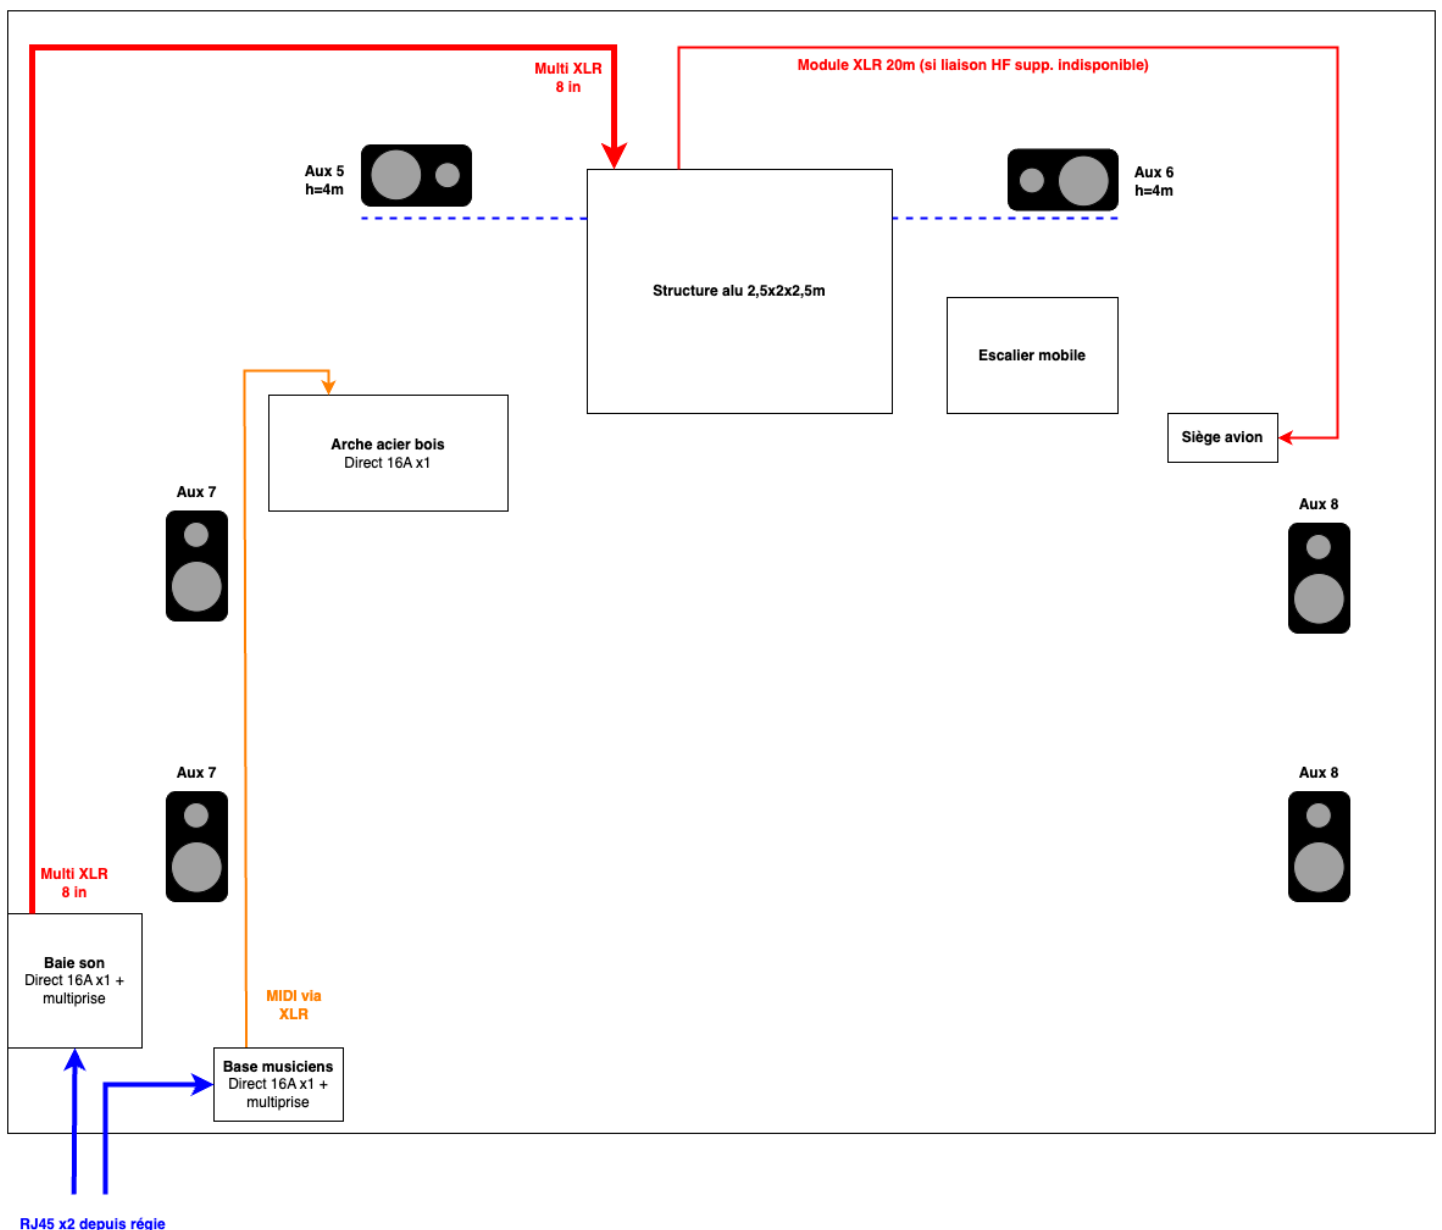 Multi XLR
8 in
Module XLR 20m (si liaison HF supp. indisponible)
Aux 5
h=4m
Aux 6
h=4m
Structure alu 2,5x2x2,5m
Escalier mobile
Arche acier bois
Direct 16A x1
Siège avion
Aux 7
Aux 8
Aux 7
Aux 8
Multi XLR
8 in
Baie son
Direct 16A x1 +
multiprise
MIDI via
XLR
Base musiciens
Direct 16A x1 +
multiprise
RJ45 x2 depuis régie